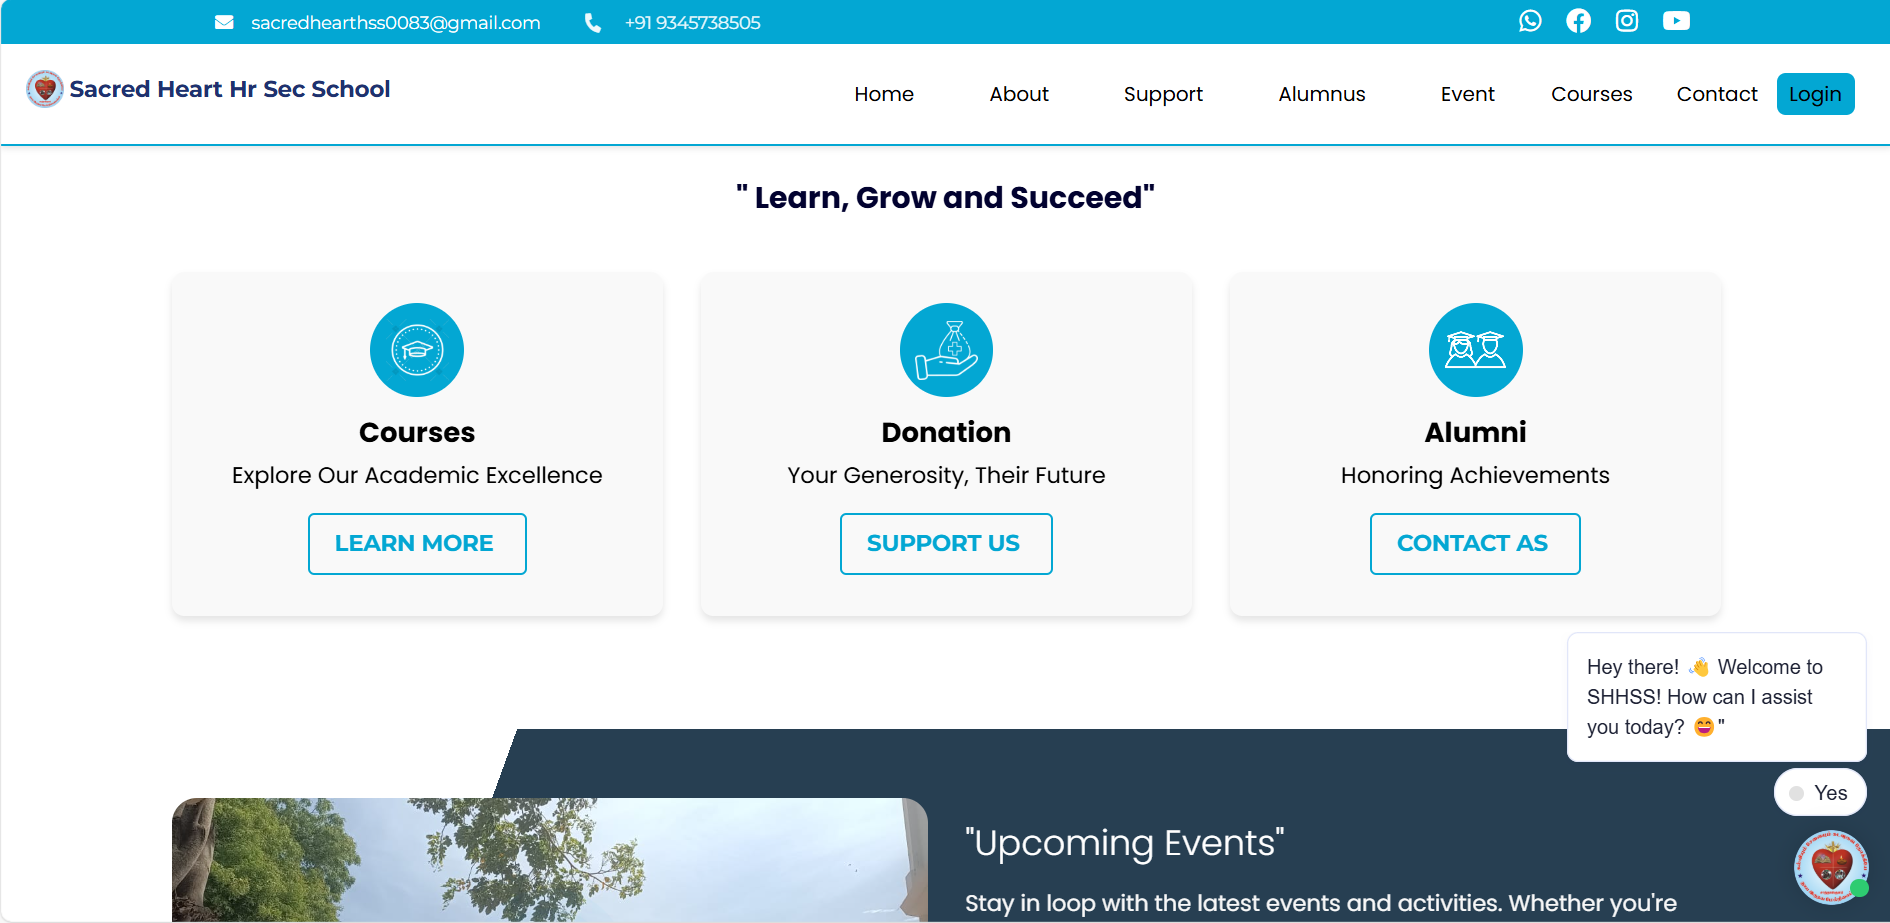 sacredhearthss0083@gmail.com +91 9345738505
Sacred Heart Hr Sec School
Home About Support Alumnus Event Courses Contact Login
" Learn, Grow and Succeed"
Courses
Explore Our Academic Excellence
LEARN MORE
Donation
Your Generosity, Their Future
SUPPORT US
Alumni
Honoring Achievements
CONTACT AS
Hey there! 👋 Welcome to
SHHSS! How can I assist
you today? 😄"
Yes
"Upcoming Events"
Stay in loop with the latest events and activities. Whether you're